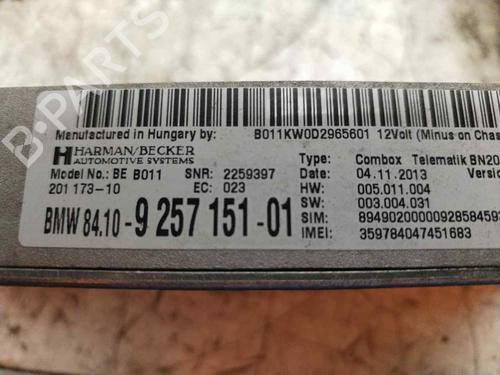 Manufactured in Hungary by: B011KW0D2965601 12Volt (Minus on Chas
HARMAN/BECKER
AUTOMOTIVE SYSTEMS
Type: Combox Telematik BN20
Model No.: BE B011 SNR: 2259397 Date: 04.11.2013 Versio
201 173-10 EC: 023 HW: 005.011.004
SW: 003.004.031
BMW 84.10 - 9 257 151 - 01
SIM: 8949020000092858459
IMEI: 359784047451683
B-PARTS